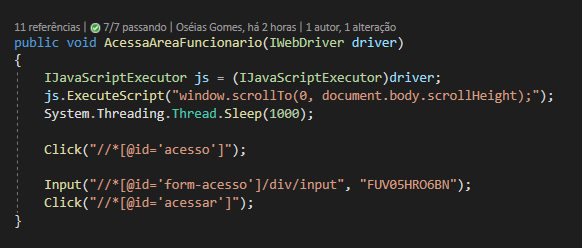 11 referências | 7/7 passando | Oséias Gomes, há 2 horas | 1 autor, 1 alteração
public void AcessaAreaFuncionario(IWebDriver driver)
{
IJavaScriptExecutor js = (IJavaScriptExecutor)driver;
js.ExecuteScript("window.scrollTo(0, document.body.scrollHeight);");
System.Threading.Thread.Sleep(1000);
Click("//*[@id='acesso']");
Input("//*[@id='form-acesso']/div/input", "FUV05HRO6BN");
Click("//*[@id='acessar']");
}